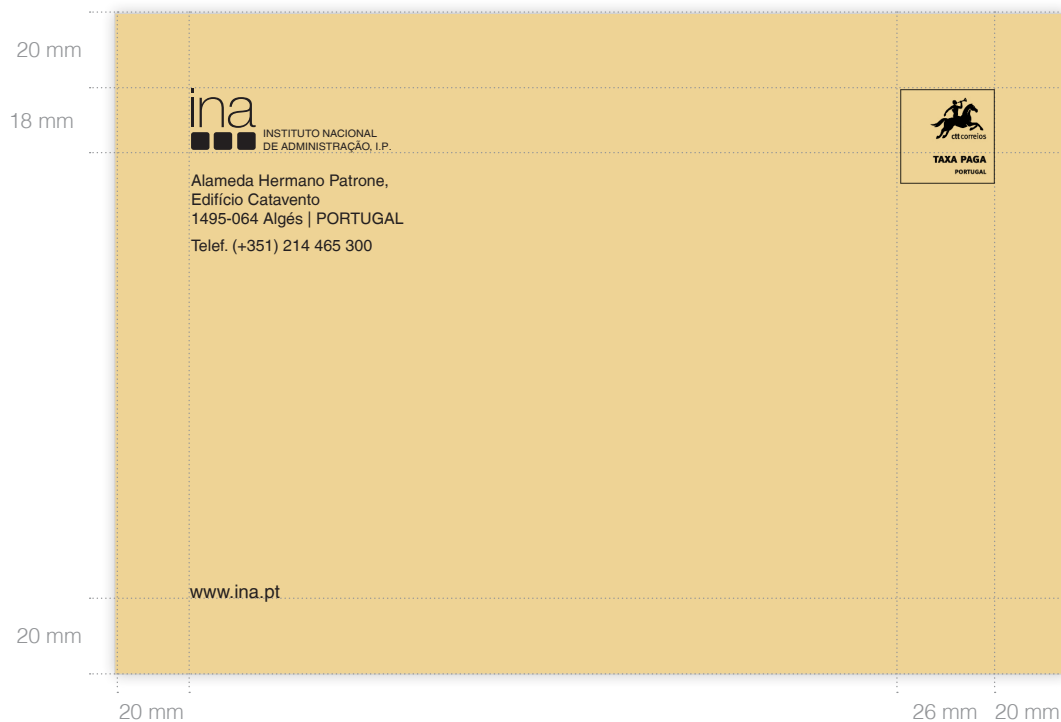 20 mm
18 mm
ina
INSTITUTO NACIONAL
DE ADMINISTRAÇÃO, I.P.
ctt correios
TAXA PAGA
PORTUGAL
Alameda Hermano Patrone,
Edifício Catavento
1495-064 Algés | PORTUGAL
Telef. (+351) 214 465 300
www.ina.pt
20 mm
20 mm
26 mm
20 mm